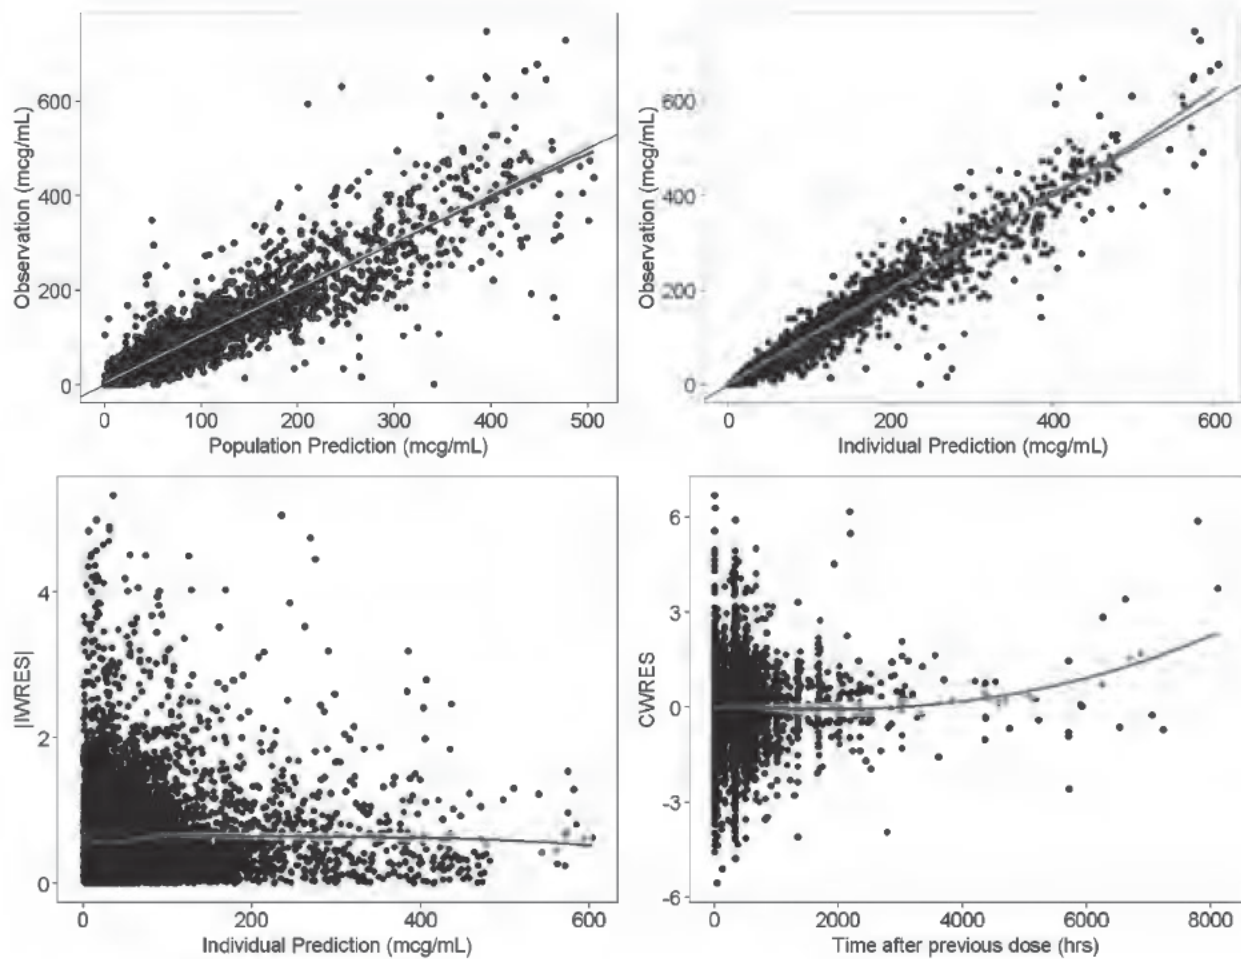 Observation (mcg/mL)
600
400
200
0
0 100 200 300 400 500
Population Prediction (mcg/mL)
Observation (mcg/mL)
600
400
200
0
0 200 400 600
Individual Prediction (mcg/mL)
|IWRES|
4
2
0
0 200 400 600
Individual Prediction (mcg/mL)
CWRES
6
3
0
-3
-6
0 2000 4000 6000 8000
Time after previous dose (hrs)